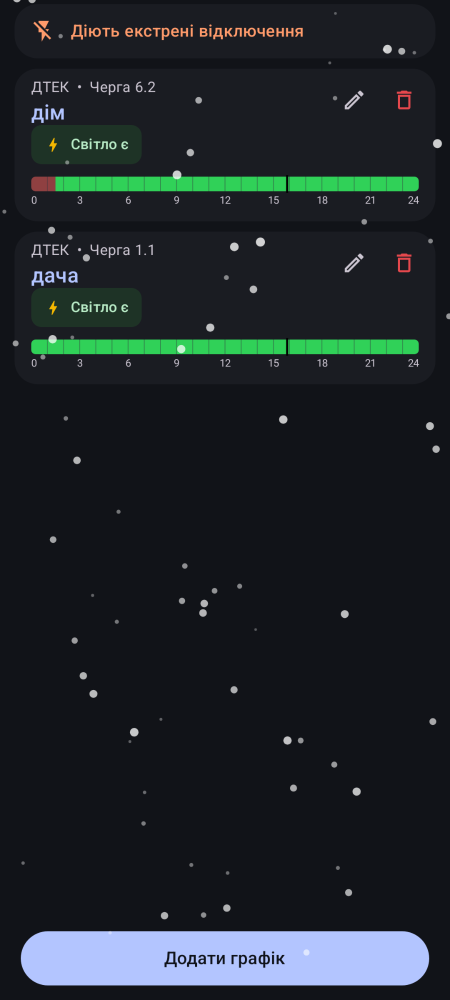 Діють екстрені відключення
ДТЕК • Черга 6.2
дім
Світло є
0 3 6 9 12 15 18 21 24
ДТЕК • Черга 1.1
дача
Світло є
0 3 6 9 12 15 18 21 24
Додати графік